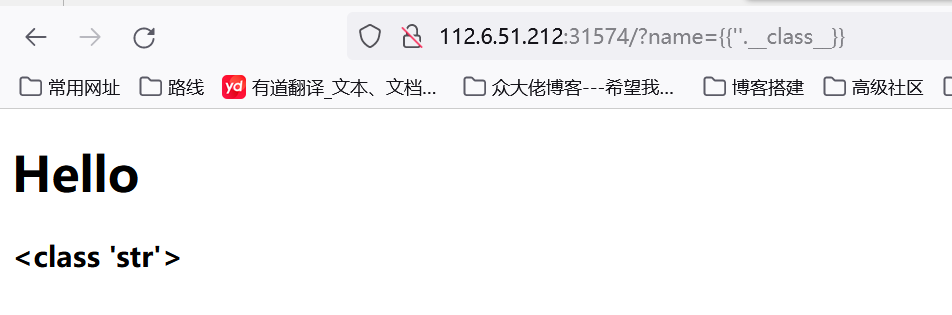 112.6.51.212:31574/?name={{''.__class__}}
常用网址 路线 yd 有道翻译_文本、文档... 众大佬博客---希望我... 博客搭建 高级社区
Hello
<class 'str'>